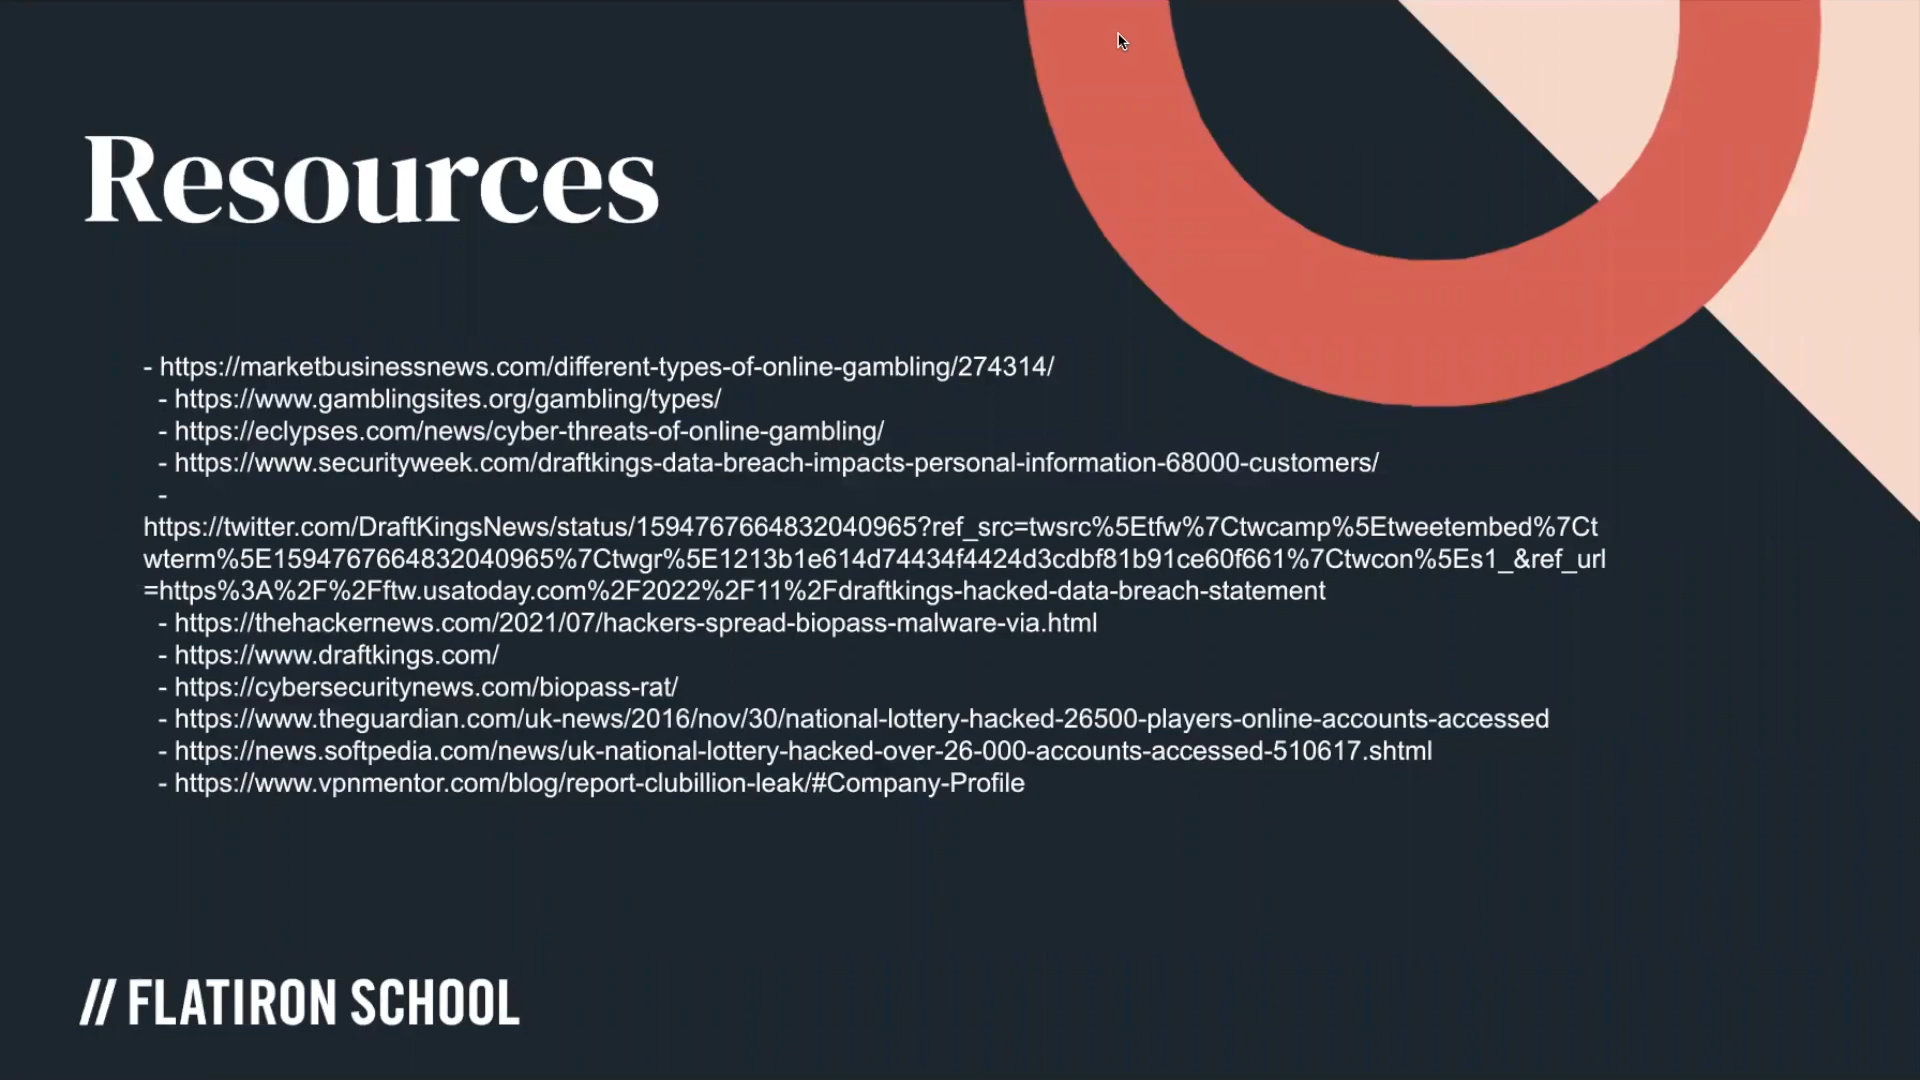 Resources
- https://marketbusinessnews.com/different-types-of-online-gambling/274314/
- https://www.gamblingsites.org/gambling/types/
- https://eclypses.com/news/cyber-threats-of-online-gambling/
- https://www.securityweek.com/draftkings-data-breach-impacts-personal-information-68000-customers/
-
https://twitter.com/DraftKingsNews/status/1594767664832040965?ref_src=twsrc%5Etfw%7Ctwcamp%5Etweetembed%7Ct
wterm%5E1594767664832040965%7Ctwgr%5E1213b1e614d74434f4424d3cdbf81b91ce60f661%7Ctwcon%5Es1_&ref_url
=https%3A%2F%2Fftw.usatoday.com%2F2022%2F11%2Fdraftkings-hacked-data-breach-statement
- https://thehackernews.com/2021/07/hackers-spread-biopass-malware-via.html
- https://www.draftkings.com/
- https://cybersecuritynews.com/biopass-rat/
- https://www.theguardian.com/uk-news/2016/nov/30/national-lottery-hacked-26500-players-online-accounts-accessed
- https://news.softpedia.com/news/uk-national-lottery-hacked-over-26-000-accounts-accessed-510617.shtml
- https://www.vpnmentor.com/blog/report-clubillion-leak/#Company-Profile
// FLATIRON SCHOOL